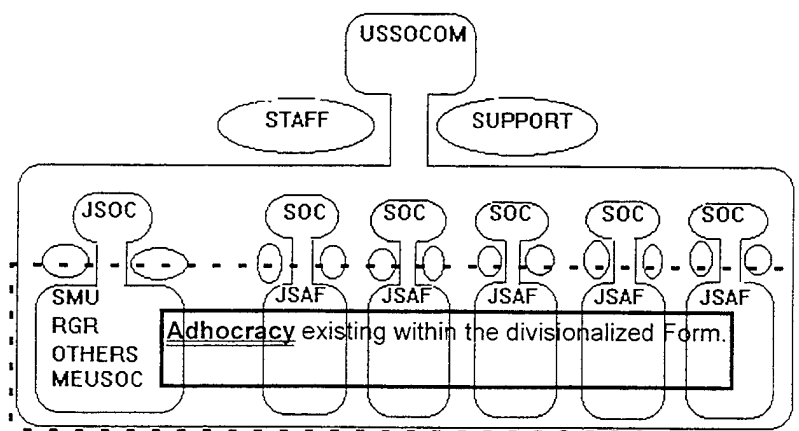 USSOCOM
STAFF SUPPORT
JSOC SOC SOC SOC SOC SOC
SMU JSAF JSAF JSAF JSAF JSAF
RGR
Adhocracy existing within the divisionalized Form.
OTHERS
MEUSOC